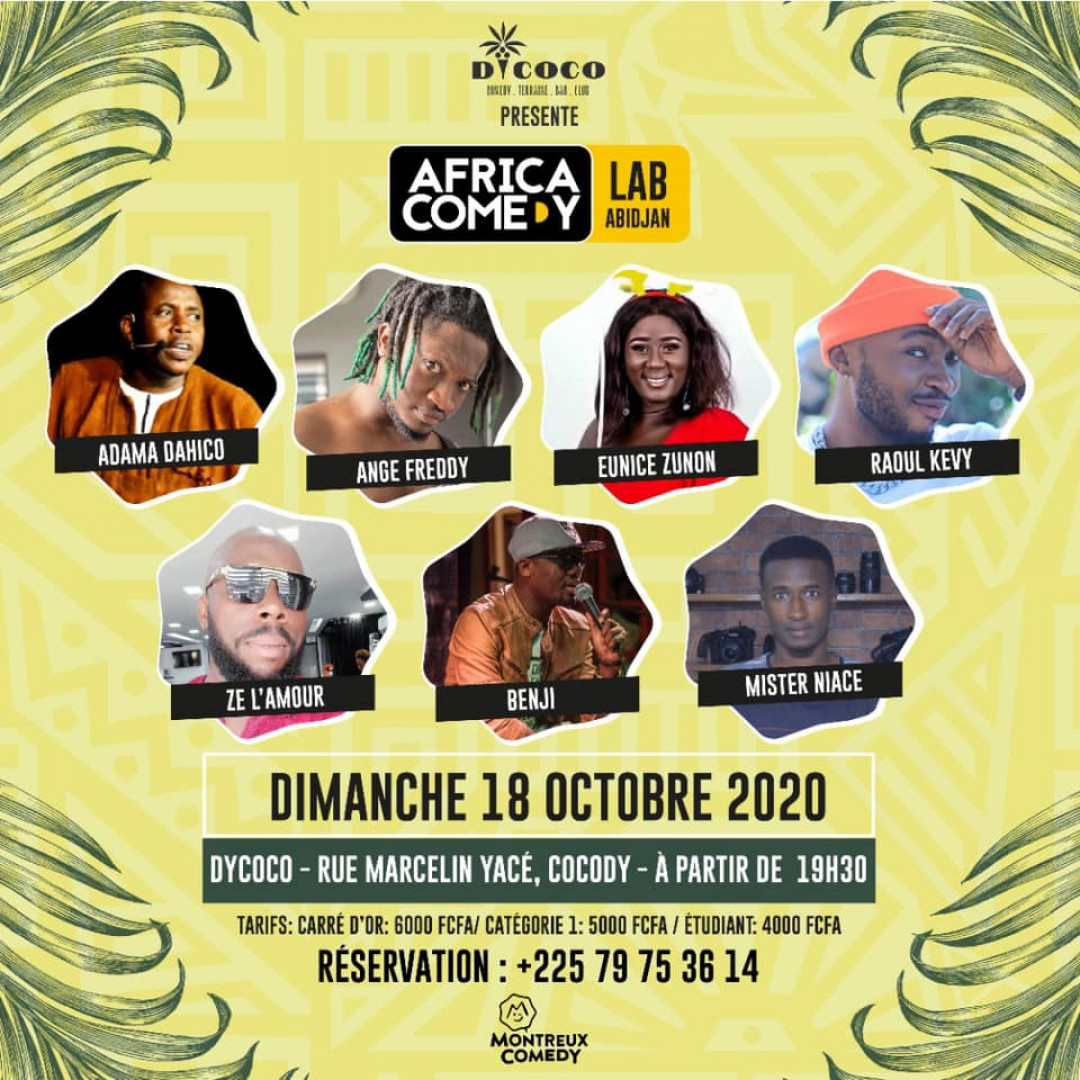 DYCOCO
COMEDY . TERRASSE . BAR . CLUB
PRESENTE
AFRICA
COMEDY
LAB
ABIDJAN
ADAMA DAHICO
ANGE FREDDY
EUNICE ZUNON
RAOUL KEVY
ZE L'AMOUR
BENJI
MISTER NIACE
DIMANCHE 18 OCTOBRE 2020
DYCOCO - RUE MARCELIN YACÉ, COCODY - À PARTIR DE 19H30
TARIFS: CARRÉ D'OR: 6000 FCFA/ CATÉGORIE 1: 5000 FCFA / ÉTUDIANT: 4000 FCFA
RÉSERVATION : +225 79 75 36 14
MONTREUX
COMEDY